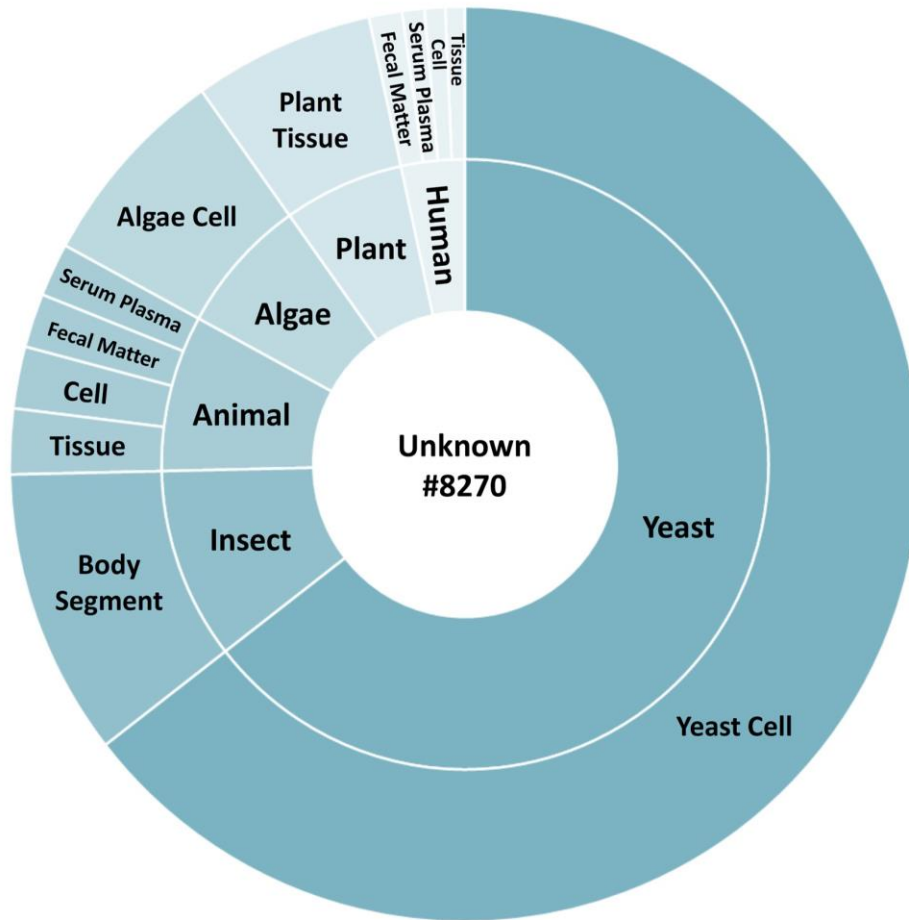 Unknown
#8270
Yeast
Yeast Cell
Insect
Body
Segment
Animal
Tissue
Cell
Fecal Matter
Serum Plasma
Algae
Algae Cell
Plant
Plant
Tissue
Human
Fecal Matter
Serum Plasma
Cell
Tissue